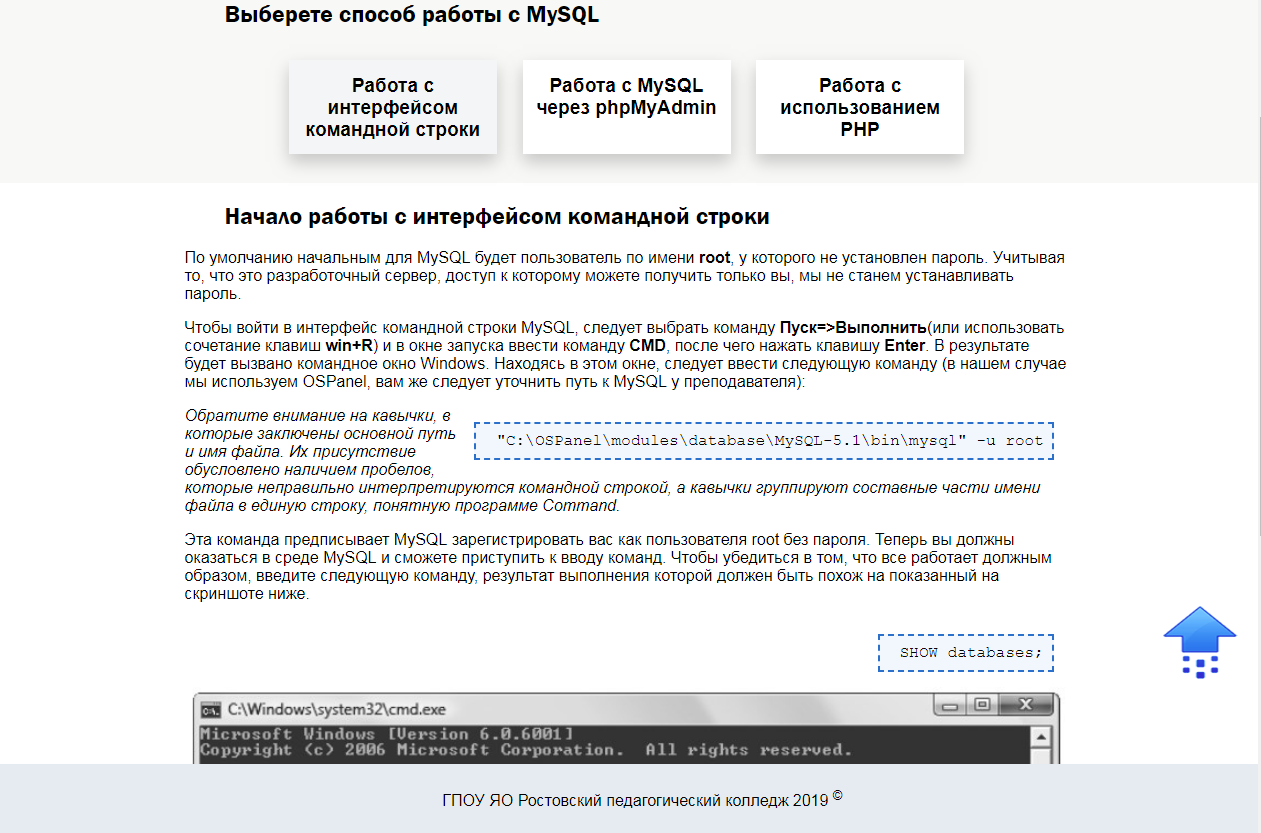 Выберете способ работы с MySQL
Работа с
интерфейсом
командной строки
Работа с MySQL
через phpMyAdmin
Работа с
использованием
PHP
Начало работы с интерфейсом командной строки
По умолчанию начальным для MySQL будет пользователь по имени root, у которого не установлен пароль. Учитывая
то, что это разработочный сервер, доступ к которому можете получить только вы, мы не станем устанавливать
пароль.
Чтобы войти в интерфейс командной строки MySQL, следует выбрать команду Пуск=>Выполнить(или использовать
сочетание клавиш win+R) и в окне запуска ввести команду CMD, после чего нажать клавишу Enter. В результате
будет вызвано командное окно Windows. Находясь в этом окне, следует ввести следующую команду (в нашем случае
мы используем OSPanel, вам же следует уточнить путь к MySQL у преподавателя):
Обратите внимание на кавычки, в
которые заключены основной путь
и имя файла. Их присутствие
обусловлено наличием пробелов,
"C:\OSPanel\modules\database\MySQL-5.1\bin\mysql" -u root
которые неправильно интерпретируются командной строкой, а кавычки группируют составные части имени
файла в единую строку, понятную программе Command.
Эта команда предписывает MySQL зарегистрировать вас как пользователя root без пароля. Теперь вы должны
оказаться в среде MySQL и сможете приступить к вводу команд. Чтобы убедиться в том, что все работает должным
образом, введите следующую команду, результат выполнения которой должен быть похож на показанный на
скриншоте ниже.
SHOW databases;
C:\Windows\system32\cmd.exe
Microsoft Windows [Version 6.0.6001]
Copyright (c) 2006 Microsoft Corporation. All rights reserved.
ГПОУ ЯО Ростовский педагогический колледж 2019 ©